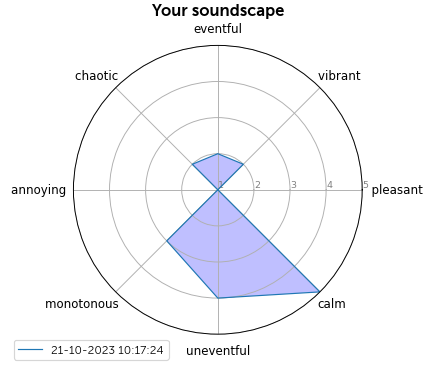 Your soundscape
eventful
chaotic
vibrant
annoying
1 2 3 4 5
pleasant
monotonous
calm
uneventful
21-10-2023 10:17:24